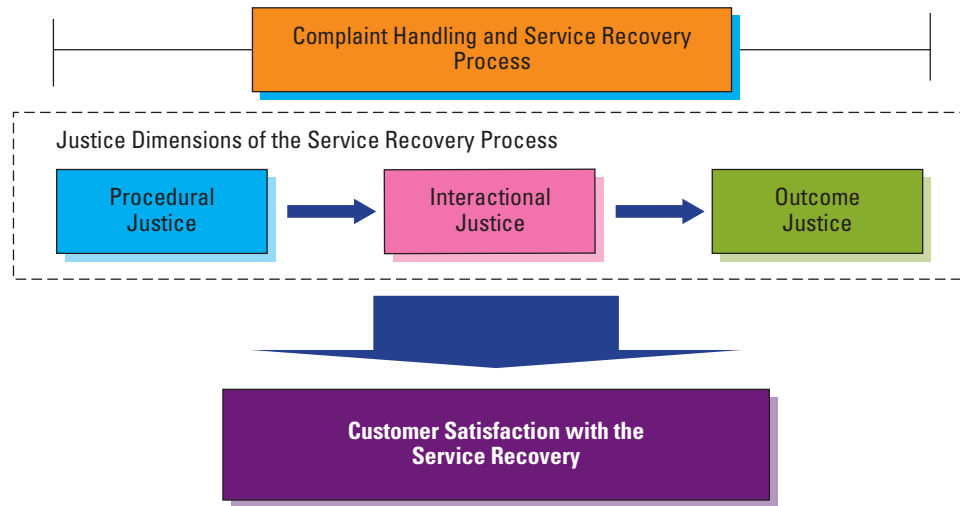 Complaint Handling and Service Recovery
Process
Justice Dimensions of the Service Recovery Process
Procedural
Justice
Interactional
Justice
Outcome
Justice
Customer Satisfaction with the
Service Recovery